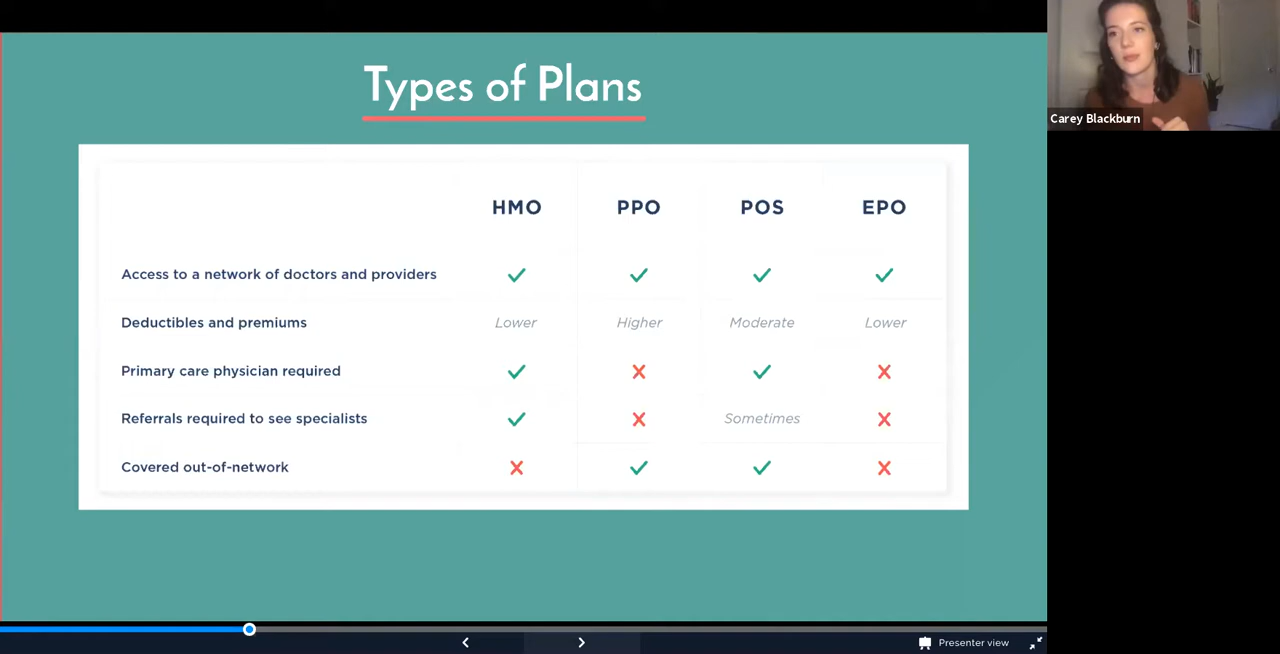 Types of Plans
HMO PPO POS EPO
Access to a network of doctors and providers
Deductibles and premiums Lower Higher Moderate Lower
Primary care physician required
Referrals required to see specialists Sometimes
Covered out-of-network
Carey Blackburn
Presenter view